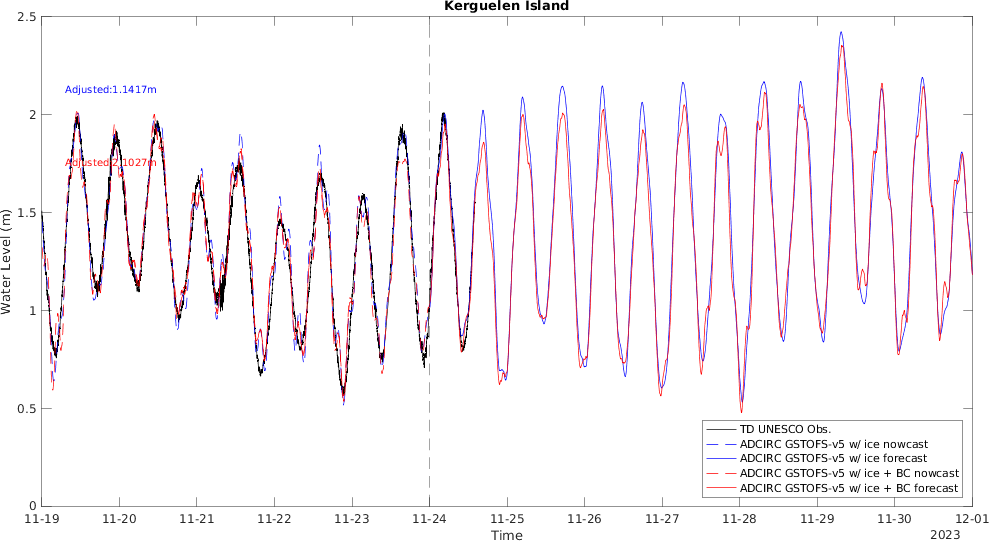 Kerguelen Island
2.5
2
1.5
1
0.5
0
Water Level (m)
Adjusted:1.1417m
Adjusted:2.1027m
TD UNESCO Obs.
ADCIRC GSTOFS-v5 w/ ice nowcast
ADCIRC GSTOFS-v5 w/ ice forecast
ADCIRC GSTOFS-v5 w/ ice + BC nowcast
ADCIRC GSTOFS-v5 w/ ice + BC forecast
11-19 11-20 11-21 11-22 11-23 11-24 11-25 11-26 11-27 11-28 11-29 11-30 12-01
Time
2023